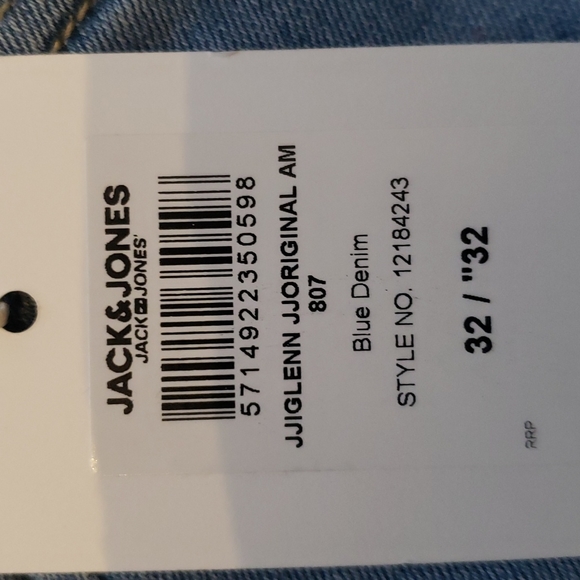 JACK&JONES
JACK JONES'
5714922350598
JJIGLENN JJORIGINAL AM
807
Blue Denim
STYLE NO. 12184243
32 / "32
RRP